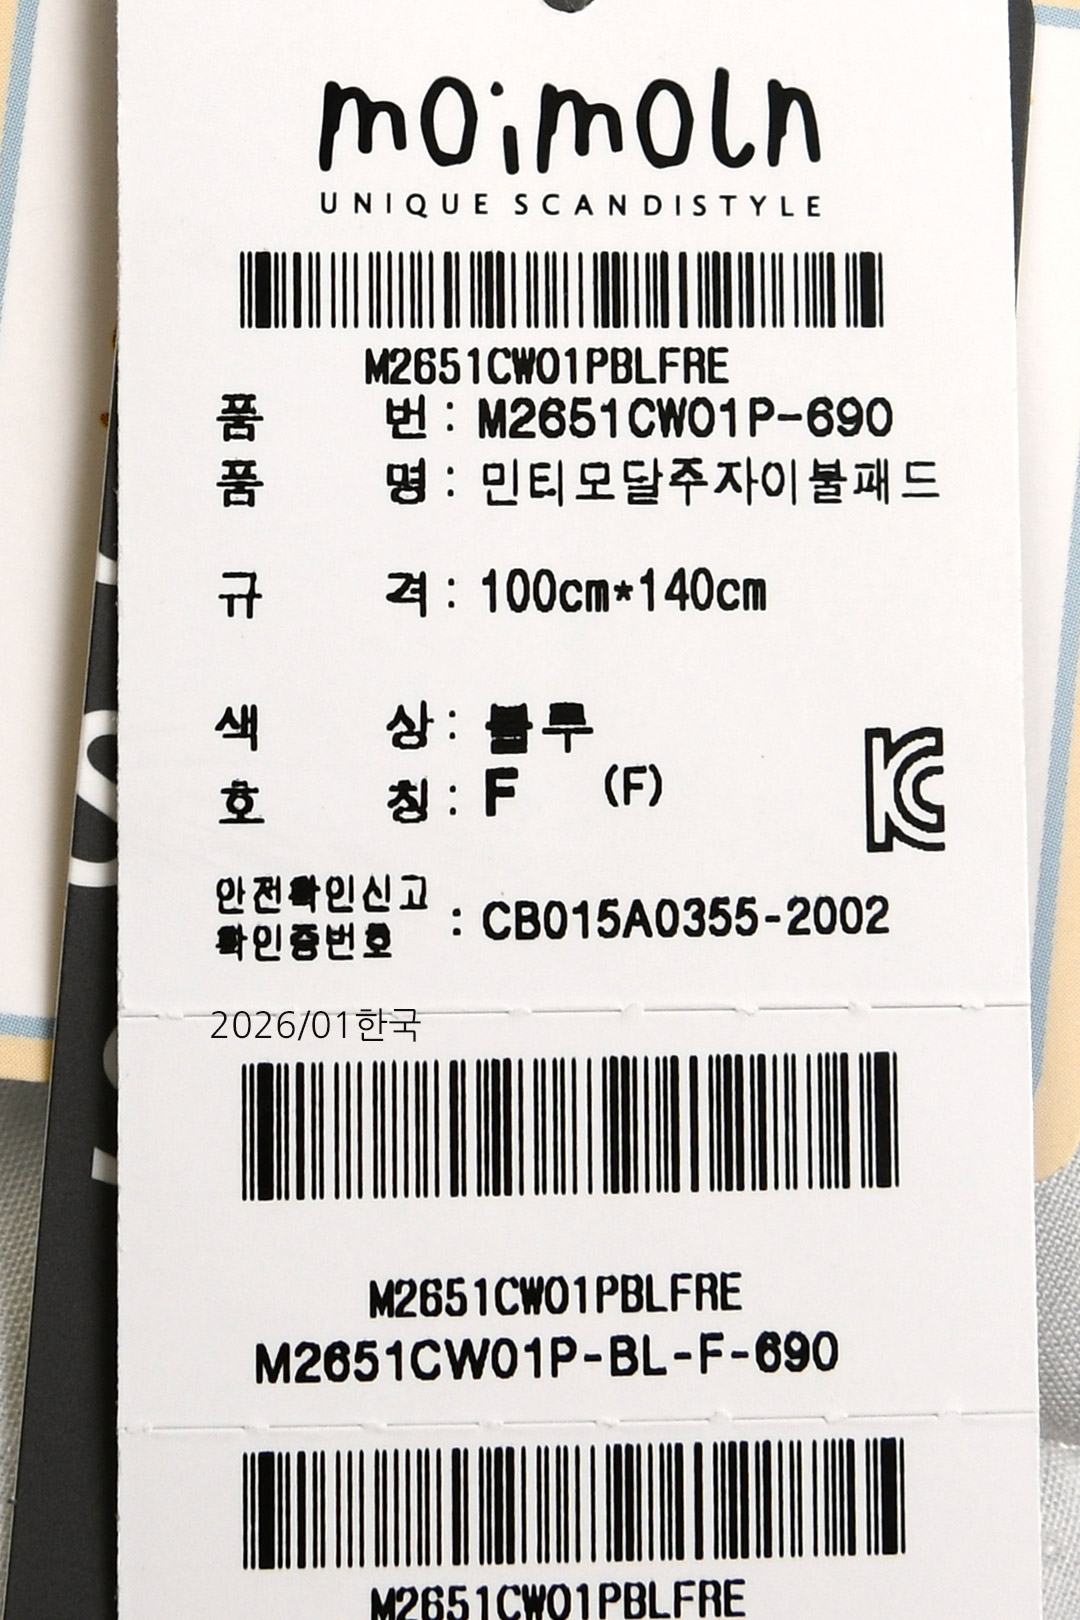 moimoln
UNIQUE SCANDISTYLE
M2651CW01PBLFRE
품 번 : M2651CW01P-690
품 명 : 민티모달주자이불패드
규 격 : 100cm*140cm
색 상 : 블루
호 칭 : F (F)
안전확인신고
확인증번호 : CB015A0355-2002
2026/01한국
M2651CW01PBLFRE
M2651CW01P-BL-F-690
M2651CW01PBLFRE